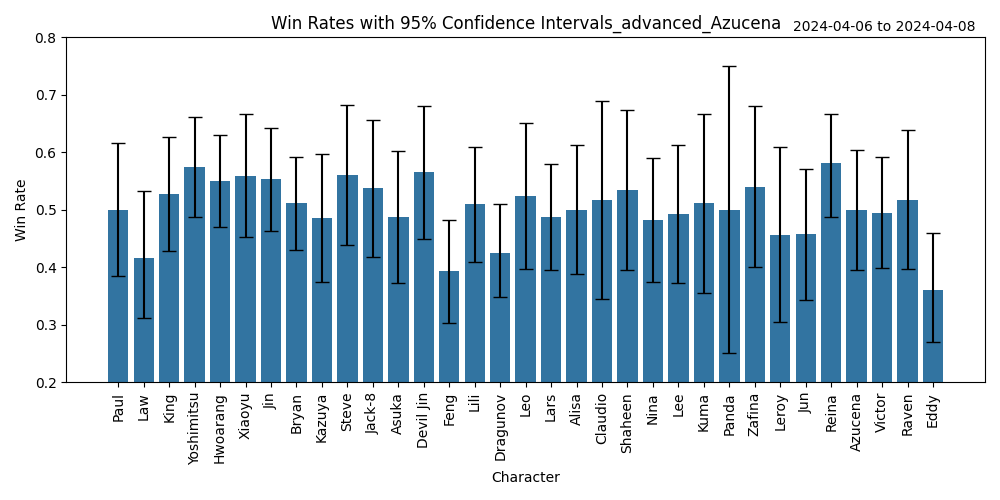 Win Rates with 95% Confidence Intervals_advanced_Azucena
2024-04-06 to 2024-04-08
Win Rate
0.8
0.7
0.6
0.5
0.4
0.3
0.2
Paul
Law
King
Yoshimitsu
Hwoarang
Xiaoyu
Jin
Bryan
Kazuya
Steve
Jack-8
Asuka
Devil Jin
Feng
Lili
Dragunov
Leo
Lars
Alisa
Claudio
Shaheen
Nina
Lee
Kuma
Panda
Zafina
Leroy
Jun
Reina
Azucena
Victor
Raven
Eddy
Character